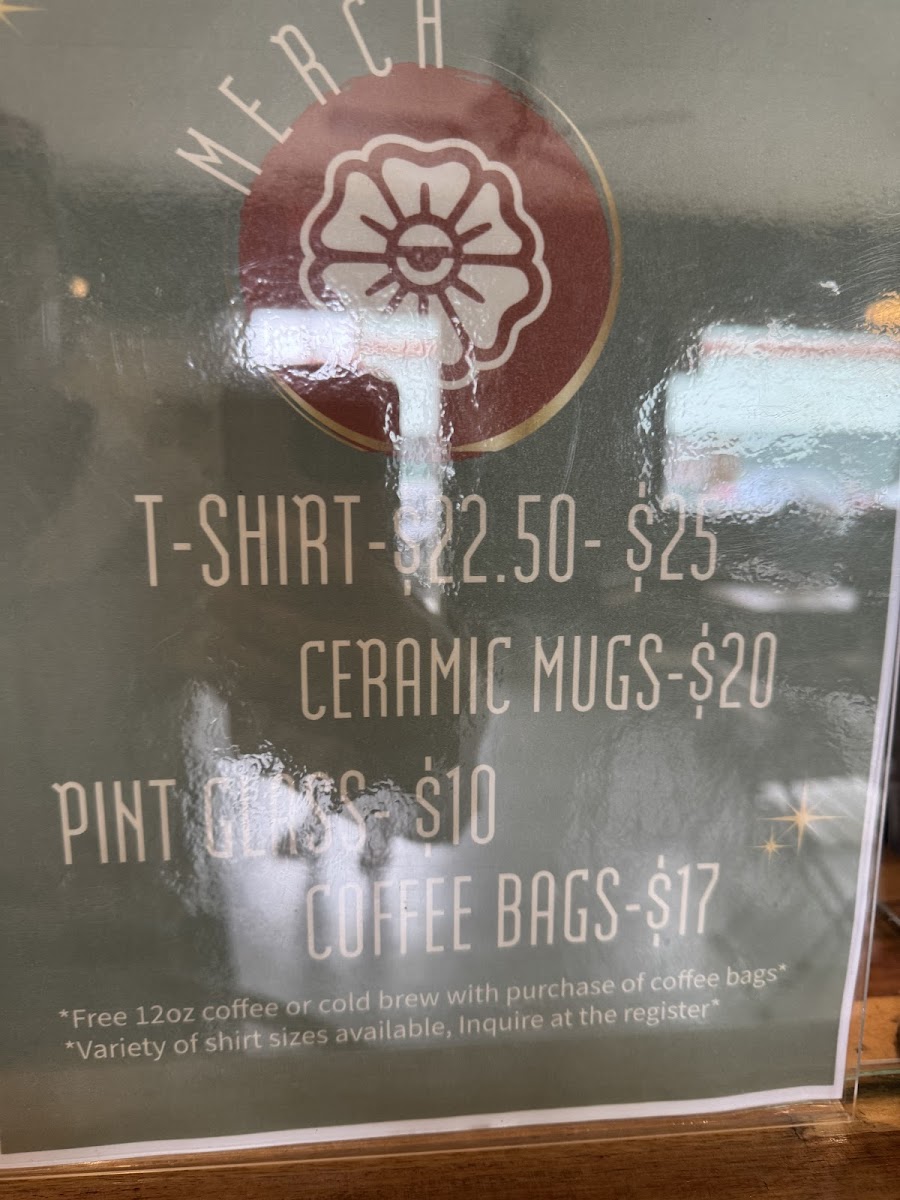 MERCH
T-SHIRT-$22.50- $25
CERAMIC MUGS-$20
PINT GLASS- $10
COFFEE BAGS-$17
*Free 12oz coffee or cold brew with purchase of coffee bags*
*Variety of shirt sizes available, Inquire at the register*